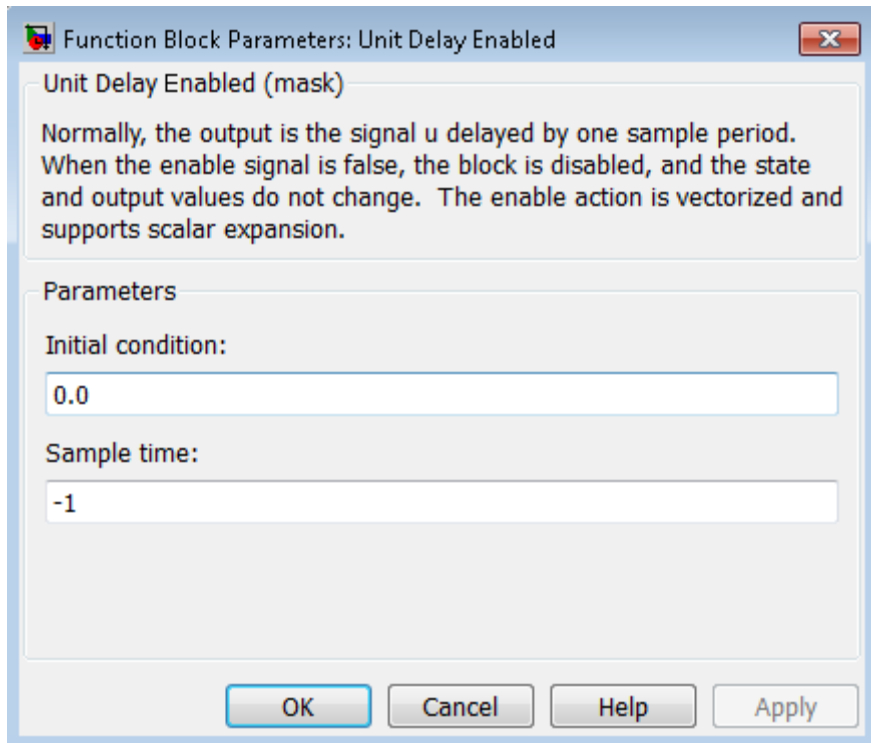 Function Block Parameters: Unit Delay Enabled
Unit Delay Enabled (mask)
Normally, the output is the signal u delayed by one sample period.
When the enable signal is false, the block is disabled, and the state
and output values do not change.  The enable action is vectorized and
supports scalar expansion.
Parameters
Initial condition:
0.0
Sample time:
-1
OK
Cancel
Help
Apply